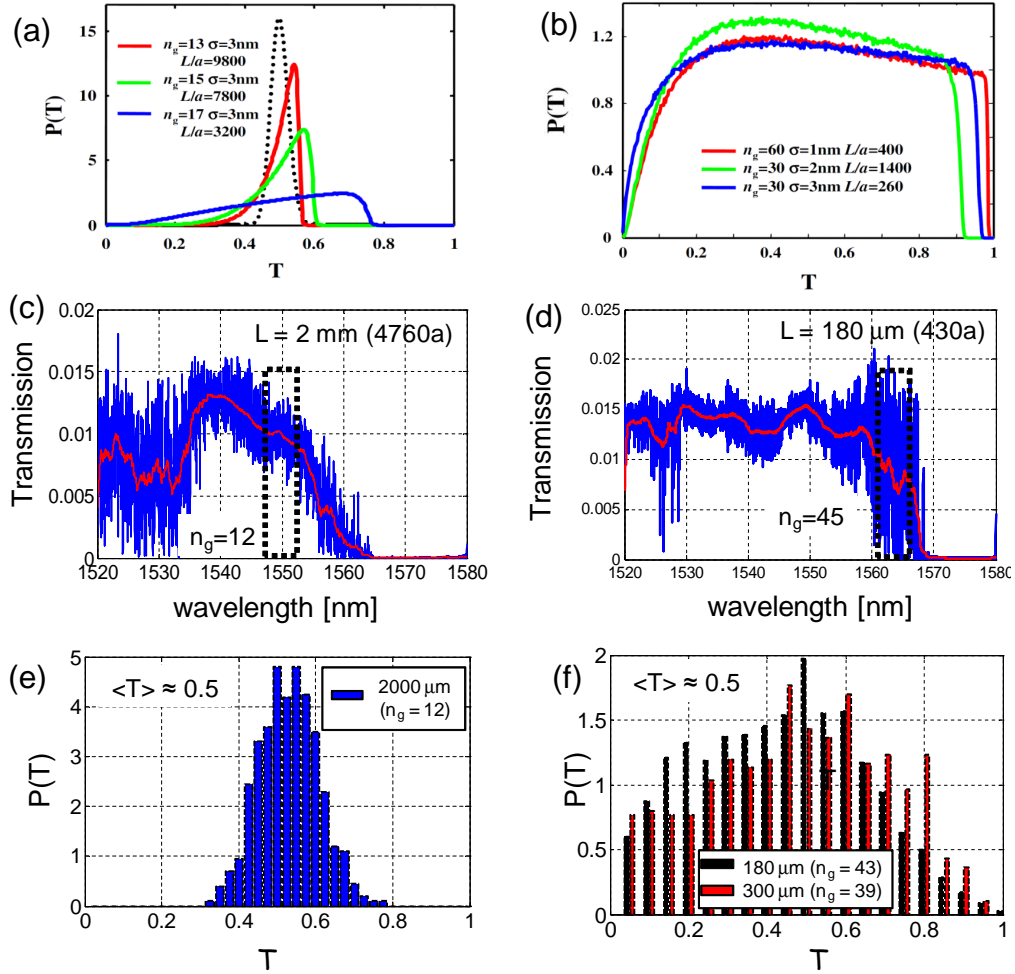 (a)
n_g=13 σ=3nm
L/a=9800
n_g=15 σ=3nm
L/a=7800
n_g=17 σ=3nm
L/a=3200
P(T)
15
10
5
0
0 0.2 0.4 0.6 0.8 1
T
(b)
n_g=60 σ=1nm L/a=400
n_g=30 σ=2nm L/a=1400
n_g=30 σ=3nm L/a=260
P(T)
1.2
0.9
0.6
0.3
0
0 0.2 0.4 0.6 0.8 1
T
(c)
L = 2 mm (4760a)
n_g=12
Transmission
0.02
0.015
0.01
0.005
0
1520 1530 1540 1550 1560 1570 1580
wavelength [nm]
(d)
L = 180 μm (430a)
n_g=45
Transmission
0.025
0.02
0.015
0.01
0.005
0
1520 1530 1540 1550 1560 1570 1580
wavelength [nm]
(e)
<T> ≈ 0.5
2000 μm
(n_g = 12)
P(T)
5
4
3
2
1
0
0 0.2 0.4 0.6 0.8 1
T
(f)
<T> ≈ 0.5
180 μm (n_g = 43)
300 μm (n_g = 39)
P(T)
2
1.5
1
0.5
0
0 0.2 0.4 0.6 0.8 1
T